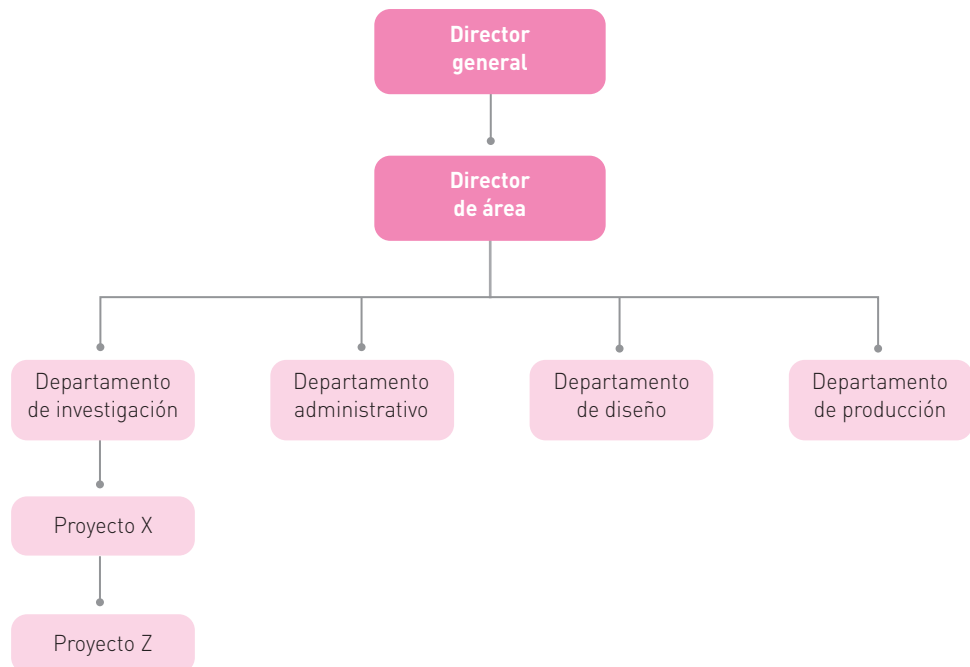 Director
general
Director
de área
Departamento
de investigación
Departamento
administrativo
Departamento
de diseño
Departamento
de producción
Proyecto X
Proyecto Z